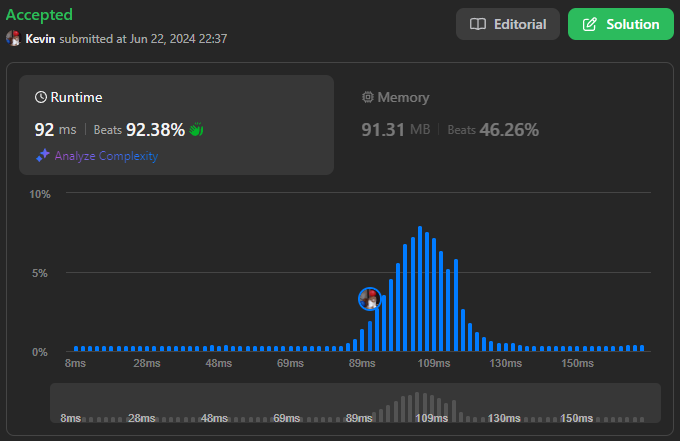 Accepted
Editorial
Solution
Kevin submitted at Jun 22, 2024 22:37
Runtime
Memory
92 ms | Beats 92.38%
91.31 MB | Beats 46.26%
Analyze Complexity
10%
5%
0%
8ms 28ms 48ms 69ms 89ms 109ms 130ms 150ms
8ms 28ms 48ms 69ms 89ms 109ms 130ms 150ms